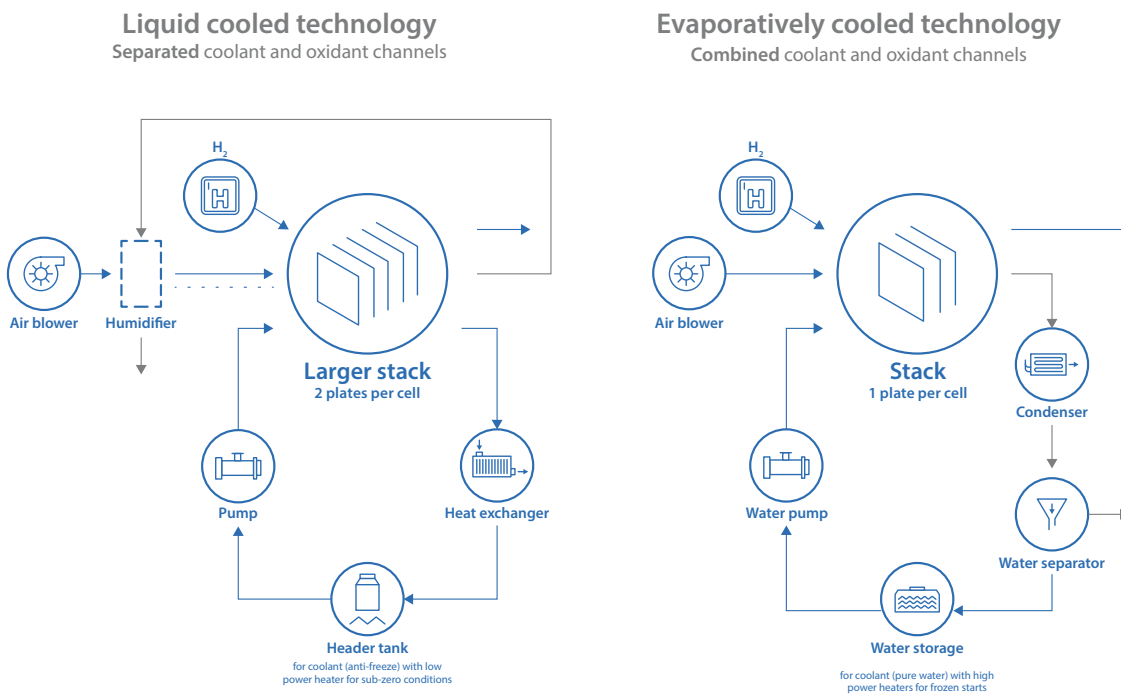 Liquid cooled technology
Separated coolant and oxidant channels
H₂
Air blower
Humidifier
Larger stack
2 plates per cell
Pump
Heat exchanger
Header tank
for coolant (anti-freeze) with low
power heater for sub-zero conditions
Evaporatively cooled technology
Combined coolant and oxidant channels
H₂
Air blower
Stack
1 plate per cell
Condenser
Water pump
Water separator
Water storage
for coolant (pure water) with high
power heaters for frozen starts